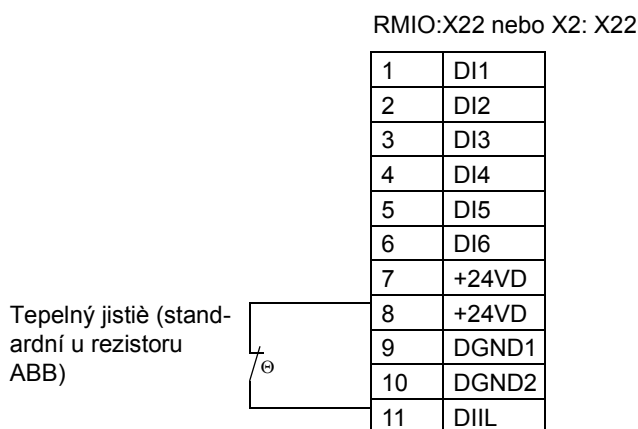 RMIO:X22 nebo X2: X22
1 DI1
2 DI2
3 DI3
4 DI4
5 DI5
6 DI6
7 +24VD
8 +24VD
9 DGND1
10 DGND2
11 DIIL
Tepelný jistiè (stand-
ardní u rezistoru
ABB)
Θ